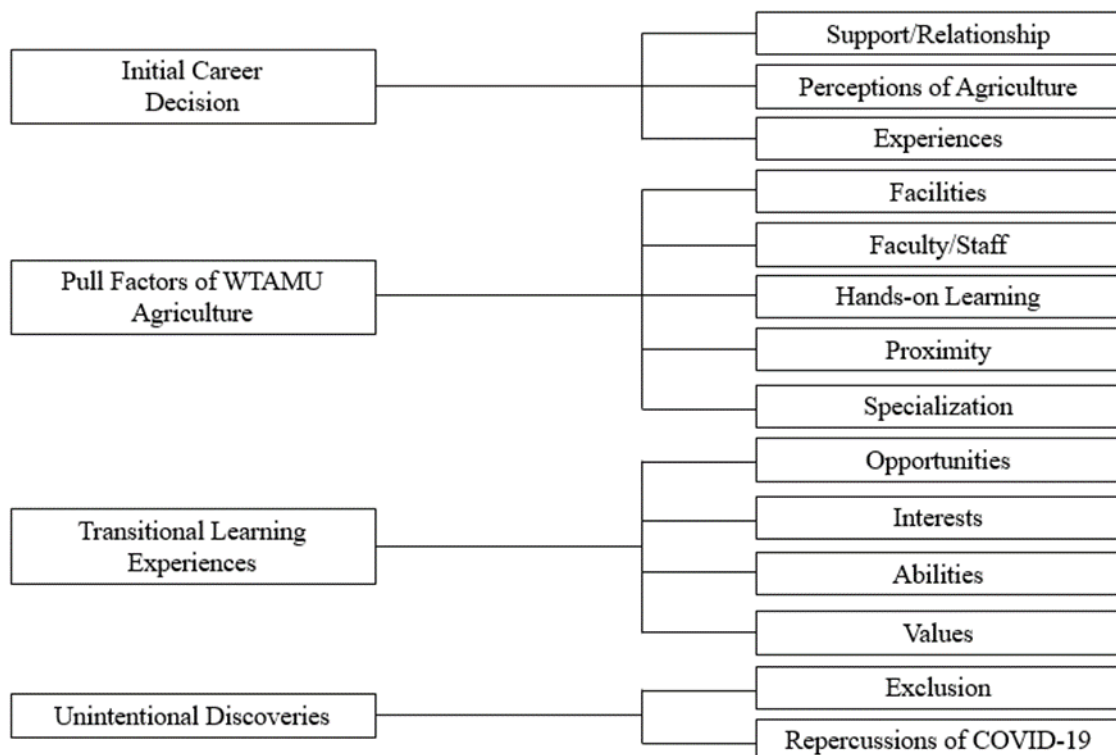 Initial Career
Decision
Support/Relationship
Perceptions of Agriculture
Experiences
Pull Factors of WTAMU
Agriculture
Facilities
Faculty/Staff
Hands-on Learning
Proximity
Specialization
Transitional Learning
Experiences
Opportunities
Interests
Abilities
Values
Unintentional Discoveries
Exclusion
Repercussions of COVID-19